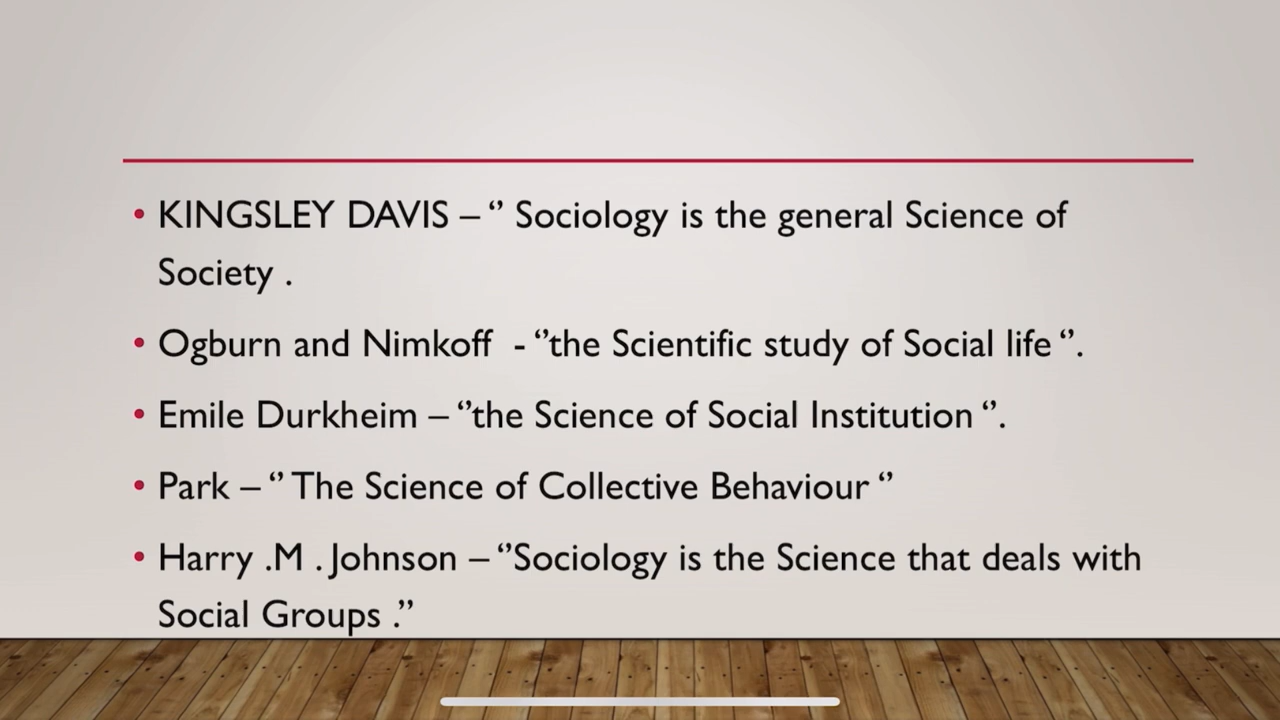 • KINGSLEY DAVIS – ‘’ Sociology is the general Science of
Society .
• Ogburn and Nimkoff  - ‘’the Scientific study of Social life ‘’.
• Emile Durkheim – ‘’the Science of Social Institution ‘’.
• Park – ‘’ The Science of Collective Behaviour ‘’
• Harry .M . Johnson – ‘’Sociology is the Science that deals with
Social Groups .’’